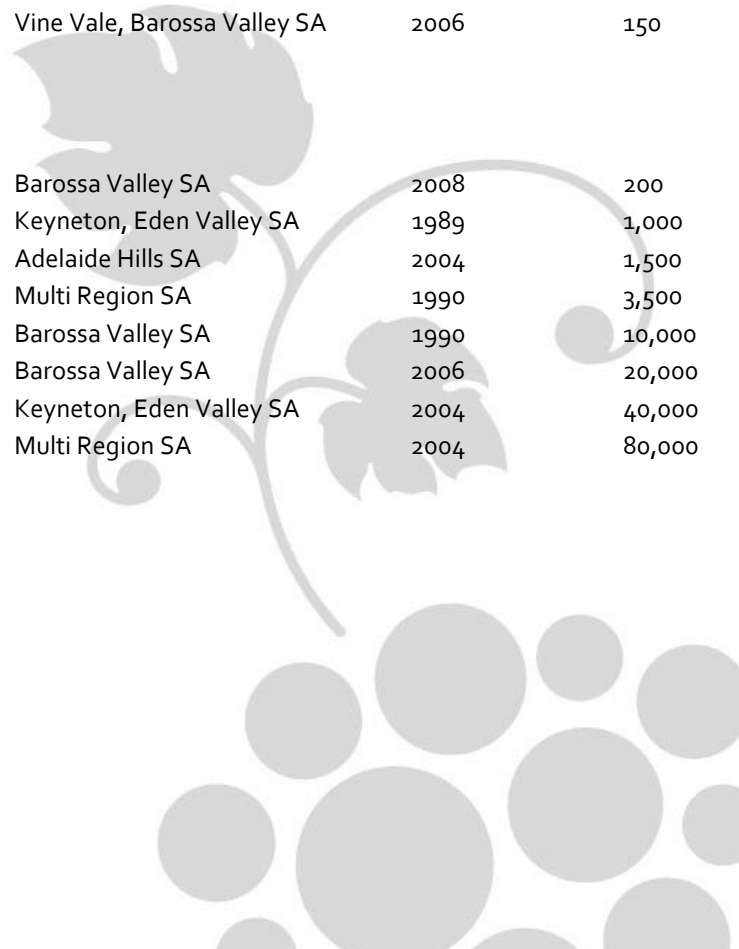 Vine Vale, Barossa Valley SA 2006 150
Barossa Valley SA 2008 200
Keyneton, Eden Valley SA 1989 1,000
Adelaide Hills SA 2004 1,500
Multi Region SA 1990 3,500
Barossa Valley SA 1990 10,000
Barossa Valley SA 2006 20,000
Keyneton, Eden Valley SA 2004 40,000
Multi Region SA 2004 80,000